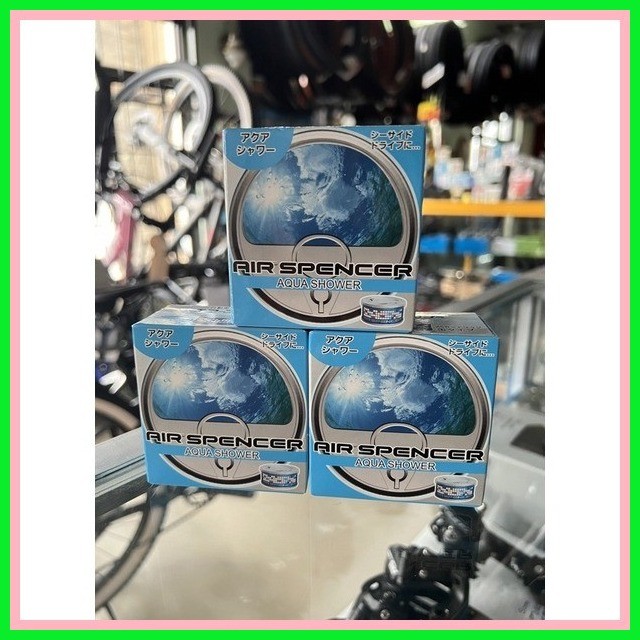 アクア
シャワー
シーサイド
ドライブに...
AIR SPENCER
AQUA SHOWER
アクア
シャワー
シーサイド
ドライブに...
AIR SPENCER
AQUA SHOWER
アクア
シャワー
シーサイド
ドライブに...
AIR SPENCER
AQUA SHOWER